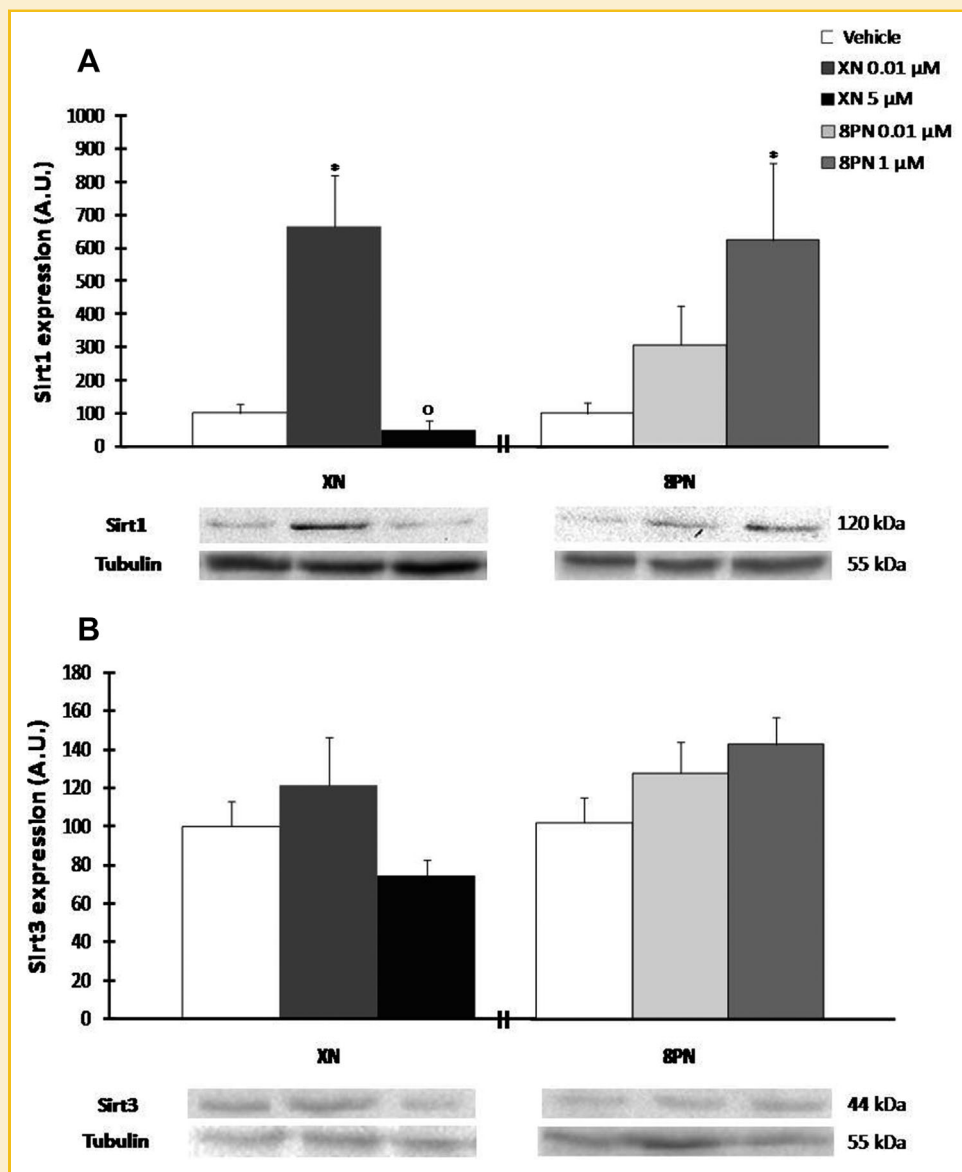 A
Vehicle
XN 0.01 µM
XN 5 µM
8PN 0.01 µM
8PN 1 µM
Sirt1 expression (A.U.)
1000
900
800
700
600
500
400
300
200
100
0
*
o
*
XN
8PN
Sirt1
120 kDa
Tubulin
55 kDa
B
Sirt3 expression (A.U.)
180
160
140
120
100
80
60
40
20
0
XN
8PN
Sirt3
44 kDa
Tubulin
55 kDa